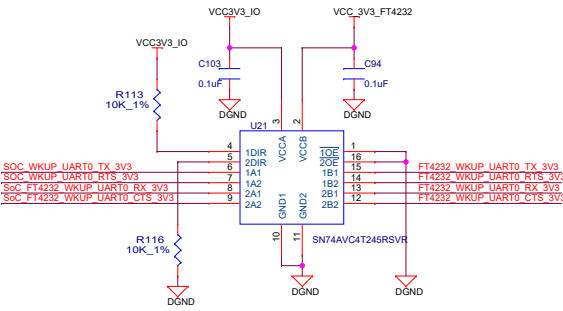 VCC3V3_IO
VCC_3V3_FT4232
VCC3V3_IO
C103
0.1uF
C94
0.1uF
R113
10K_1%
DGND
DGND
U21
3
2
VCCA
VCCB
4
1DIR
1OE
1
5
2DIR
2OE
16
SOC_WKUP_UART0_TX_3V3
6
1A1
1B1
15
FT4232_WKUP_UART0_TX_3V3
SOC_WKUP_UART0_RTS_3V3
7
1A2
1B2
14
FT4232_WKUP_UART0_RTS_3V3
SoC_FT4232_WKUP_UART0_RX_3V3
8
2A1
2B1
13
FT4232_WKUP_UART0_RX_3V3
SoC_FT4232_WKUP_UART0_CTS_3V3
9
2A2
2B2
12
FT4232_WKUP_UART0_CTS_3V3
GND1
GND2
10
11
SN74AVC4T245RSVR
R116
10K_1%
DGND
DGND
DGND